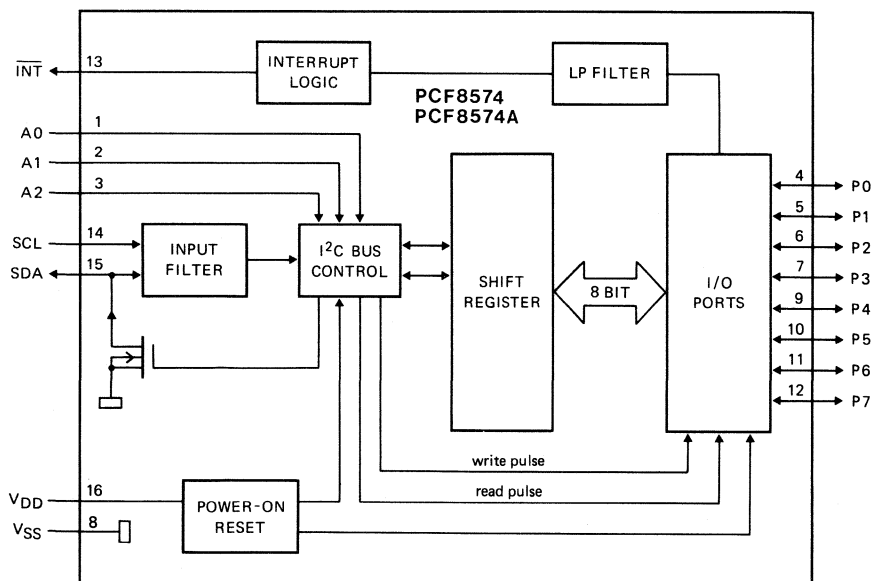 INT
13
INTERRUPT
LOGIC
LP FILTER
PCF8574
PCF8574A
A0
1
A1
2
A2
3
SCL
14
SDA
15
INPUT
FILTER
I²C BUS
CONTROL
SHIFT
REGISTER
8 BIT
I/O
PORTS
4
P0
5
P1
6
P2
7
P3
9
P4
10
P5
11
P6
12
P7
write pulse
read pulse
VDD
16
VSS
8
POWER-ON
RESET